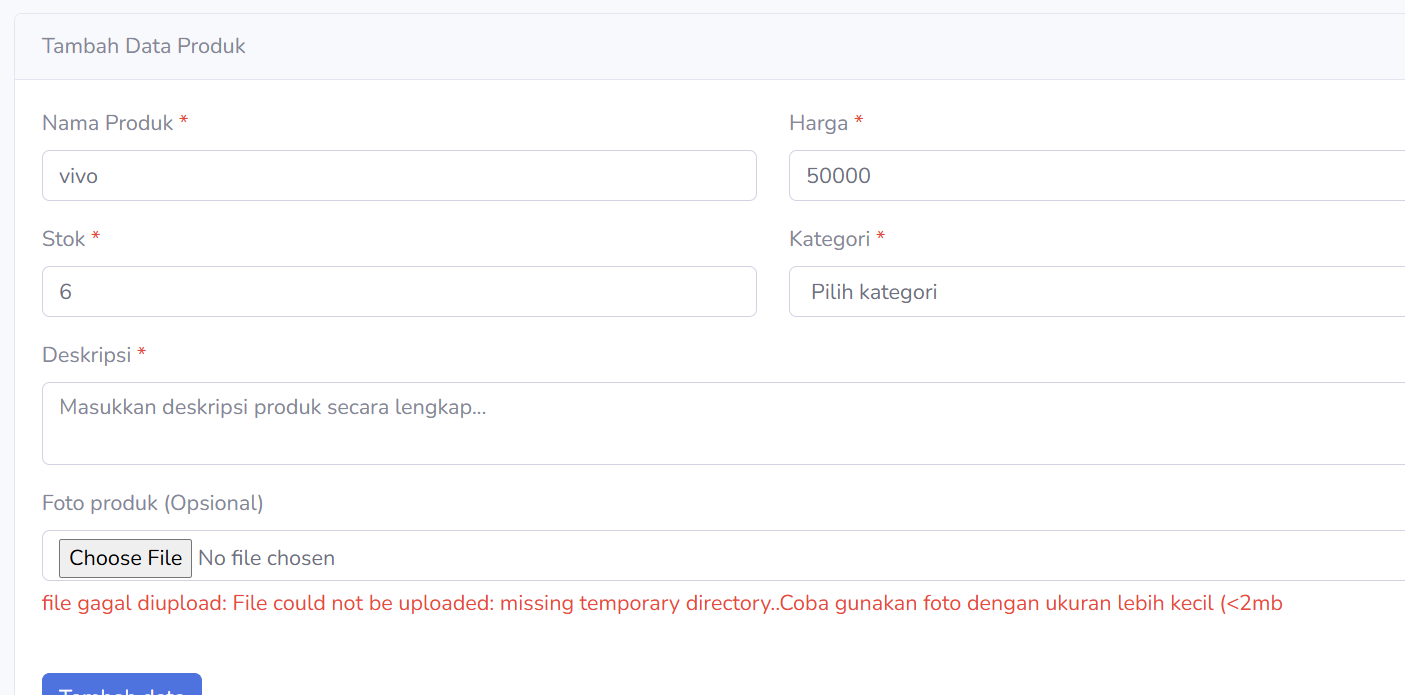 Tambah Data Produk
Nama Produk *
Harga *
vivo
50000
Stok *
Kategori *
6
Pilih kategori
Deskripsi *
Masukkan deskripsi produk secara lengkap...
Foto produk (Opsional)
Choose File No file chosen
file gagal diupload: File could not be uploaded: missing temporary directory..Coba gunakan foto dengan ukuran lebih kecil (<2mb
Tambah data